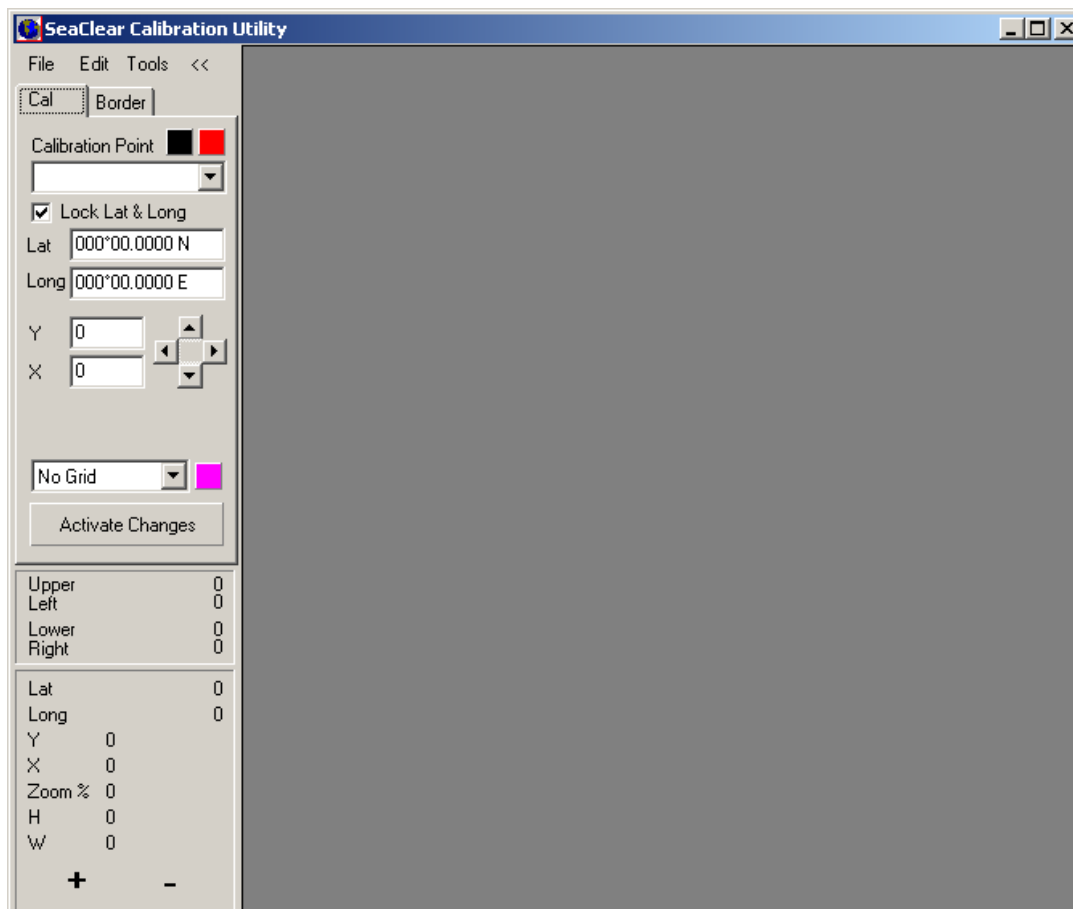 SeaClear Calibration Utility
File Edit Tools <<
Cal Border
Calibration Point
Lock Lat & Long
Lat 000°00.0000 N
Long 000°00.0000 E
Y 0
X 0
No Grid
Activate Changes
Upper 0
Left 0
Lower 0
Right 0
Lat 0
Long 0
Y 0
X 0
Zoom % 0
H 0
W 0
+ -